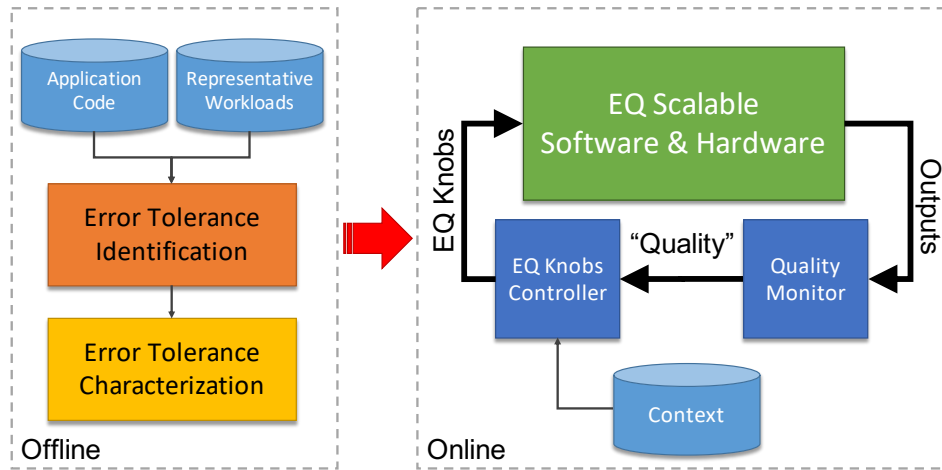 Application
Code
Representative
Workloads
Error Tolerance
Identification
Error Tolerance
Characterization
Offline
EQ Scalable
Software & Hardware
EQ Knobs
Outputs
“Quality”
EQ Knobs
Controller
Quality
Monitor
Context
Online